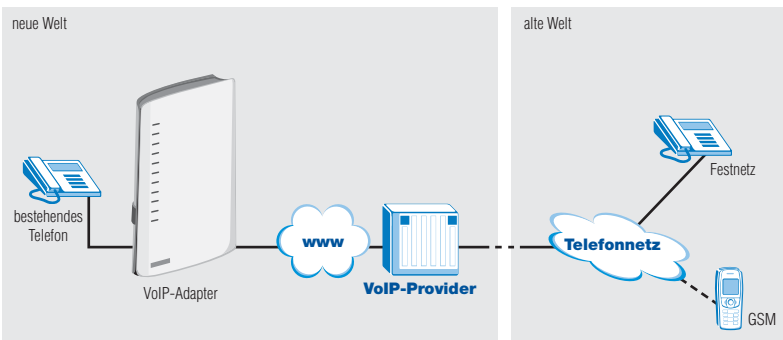 neue Welt
alte Welt
Festnetz
bestehendes
Telefon
www
Telefonnetz
VoIP-Provider
VoIP-Adapter
GSM